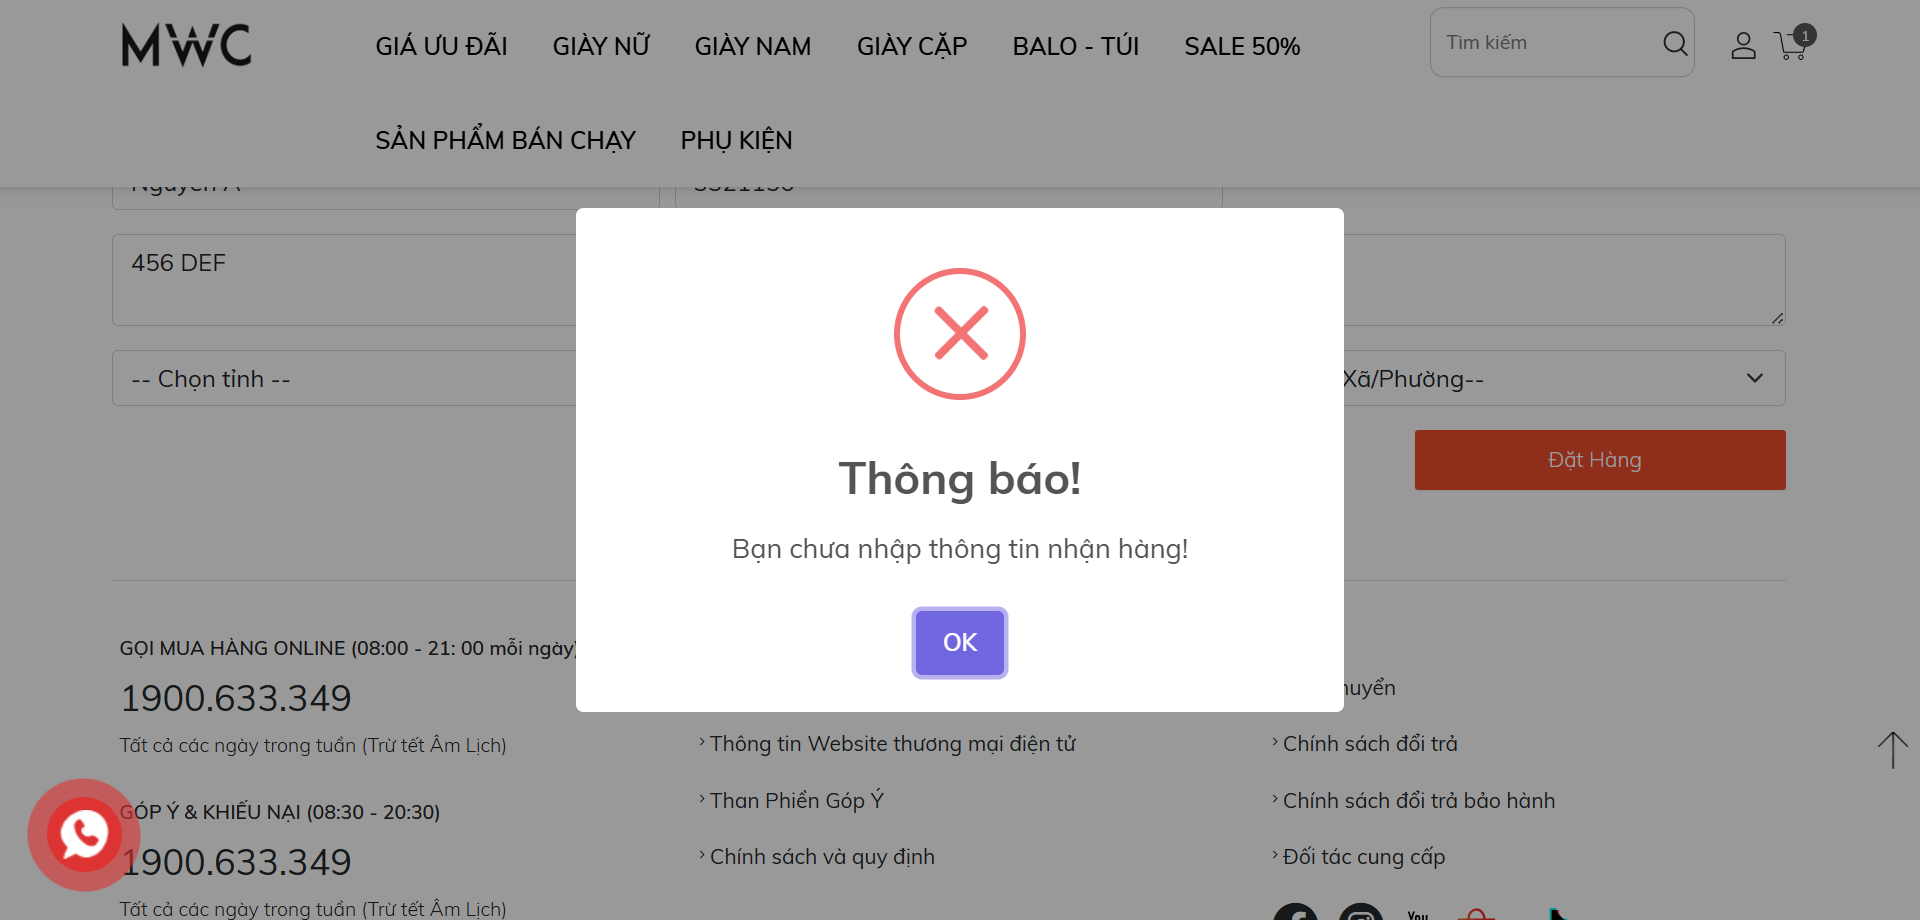 MWC
GIÁ ƯU ĐÃI GIÀY NỮ GIÀY NAM GIÀY CẶP BALO - TÚI SALE 50%
Tìm kiếm
1
SẢN PHẨM BÁN CHẠY PHỤ KIỆN
456 DEF
-- Chọn tỉnh --
Xã/Phường--
Đặt Hàng
Thông báo!
Bạn chưa nhập thông tin nhận hàng!
OK
GỌI MUA HÀNG ONLINE (08:00 - 21: 00 mỗi ngày)
1900.633.349
Tất cả các ngày trong tuần (Trừ tết Âm Lịch)
GÓP Ý & KHIẾU NẠI (08:30 - 20:30)
1900.633.349
Tất cả các ngày trong tuần (Trừ tết Âm Lịch)
Thông tin Website thương mại điện tử
Than Phiền Góp Ý
Chính sách và quy định
Chính sách đổi trả
Chính sách đổi trả bảo hành
Đối tác cung cấp
You